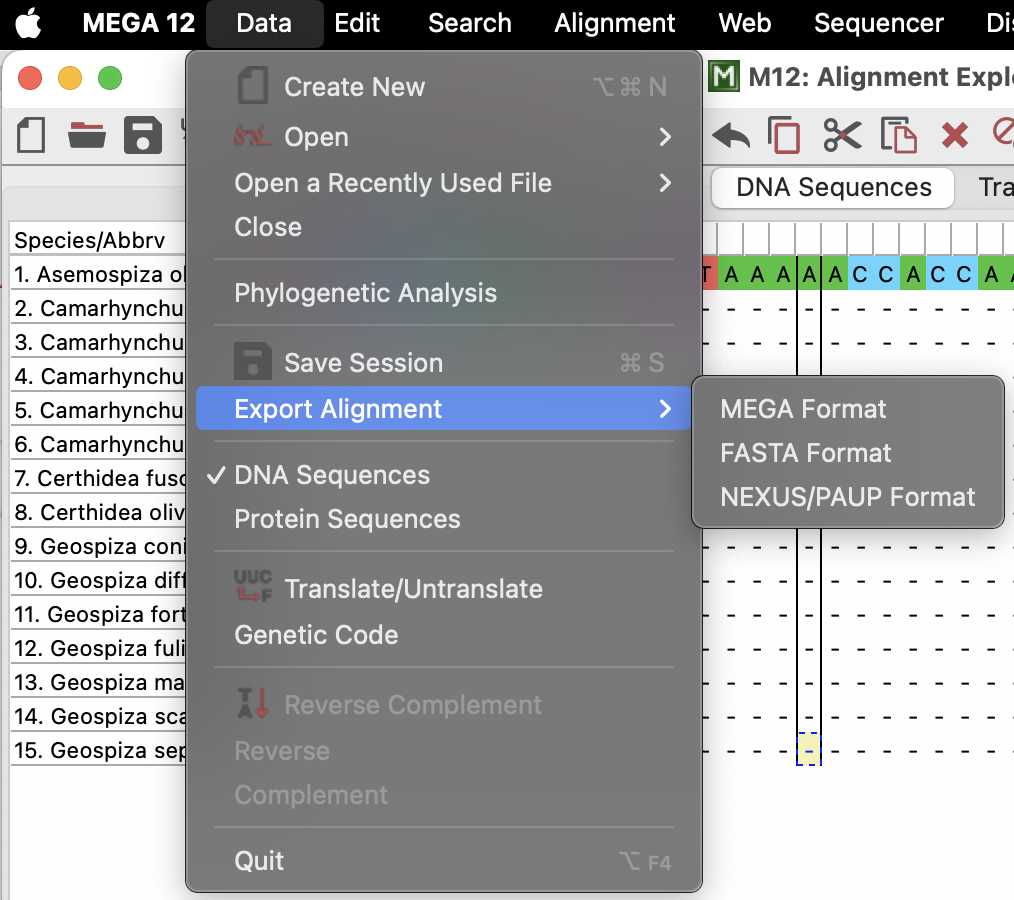 MEGA 12 Data Edit Search Alignment Web Sequencer
M12: Alignment Explo
Create New ⌥⌘ N
Open
Open a Recently Used File
Close
DNA Sequences
Phylogenetic Analysis
Save Session ⌘ S
Export Alignment
MEGA Format
FASTA Format
NEXUS/PAUP Format
✓ DNA Sequences
Protein Sequences
UUC F Translate/Untranslate
Genetic Code
T A Reverse Complement
Reverse
Complement
Quit ⌥ F4
Species/Abbrv
1. Asemospiza ol T A A A A A C C A C C A A
2. Camarhynchu - - - - - - - - - - - -
3. Camarhynchu - - - - - - - - - - - -
4. Camarhynchu
5. Camarhynchu
6. Camarhynchu
7. Certhidea fusc
8. Certhidea oliv
9. Geospiza coni - - - - - - - - - - - -
10. Geospiza diff - - - - - - - - - - - -
11. Geospiza fort - - - - - - - - - - - -
12. Geospiza fuli - - - - - - - - - - - -
13. Geospiza ma - - - - - - - - - - - -
14. Geospiza sca - - - - - - - - - - - -
15. Geospiza sep - - - - - - - - - - - -